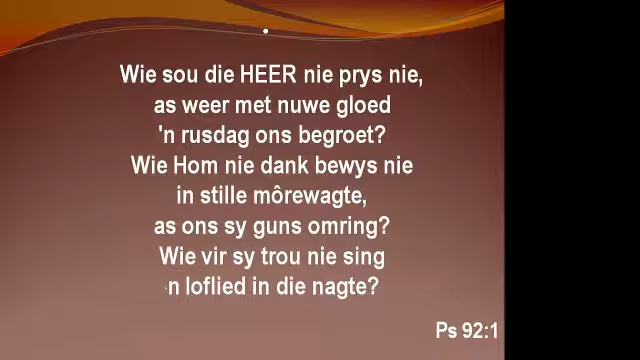 Wie sou die HEER nie prys nie,
as weer met nuwe gloed
'n rusdag ons begroet?
Wie Hom nie dank bewys nie
in stille môrewagte,
as ons sy guns omring?
Wie vir sy trou nie sing
'n loflied in die nagte?
Ps 92:1